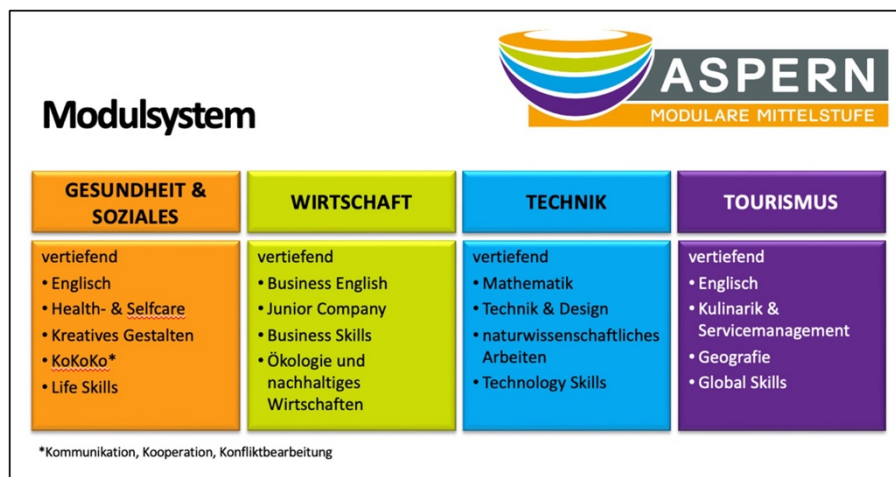 ASPERN
MODULARE MITTELSTUFE
Modulsystem
GESUNDHEIT &
SOZIALES
vertiefend
• Englisch
• Health- & Selfcare
• Kreatives Gestalten
• KoKoKo*
• Life Skills
WIRTSCHAFT
vertiefend
• Business English
• Junior Company
• Business Skills
• Ökologie und
nachhaltiges
Wirtschaften
TECHNIK
vertiefend
• Mathematik
• Technik & Design
• naturwissenschaftliches
Arbeiten
• Technology Skills
TOURISMUS
vertiefend
• Englisch
• Kulinarik &
Servicemanagement
• Geografie
• Global Skills
*Kommunikation, Kooperation, Konfliktbearbeitung